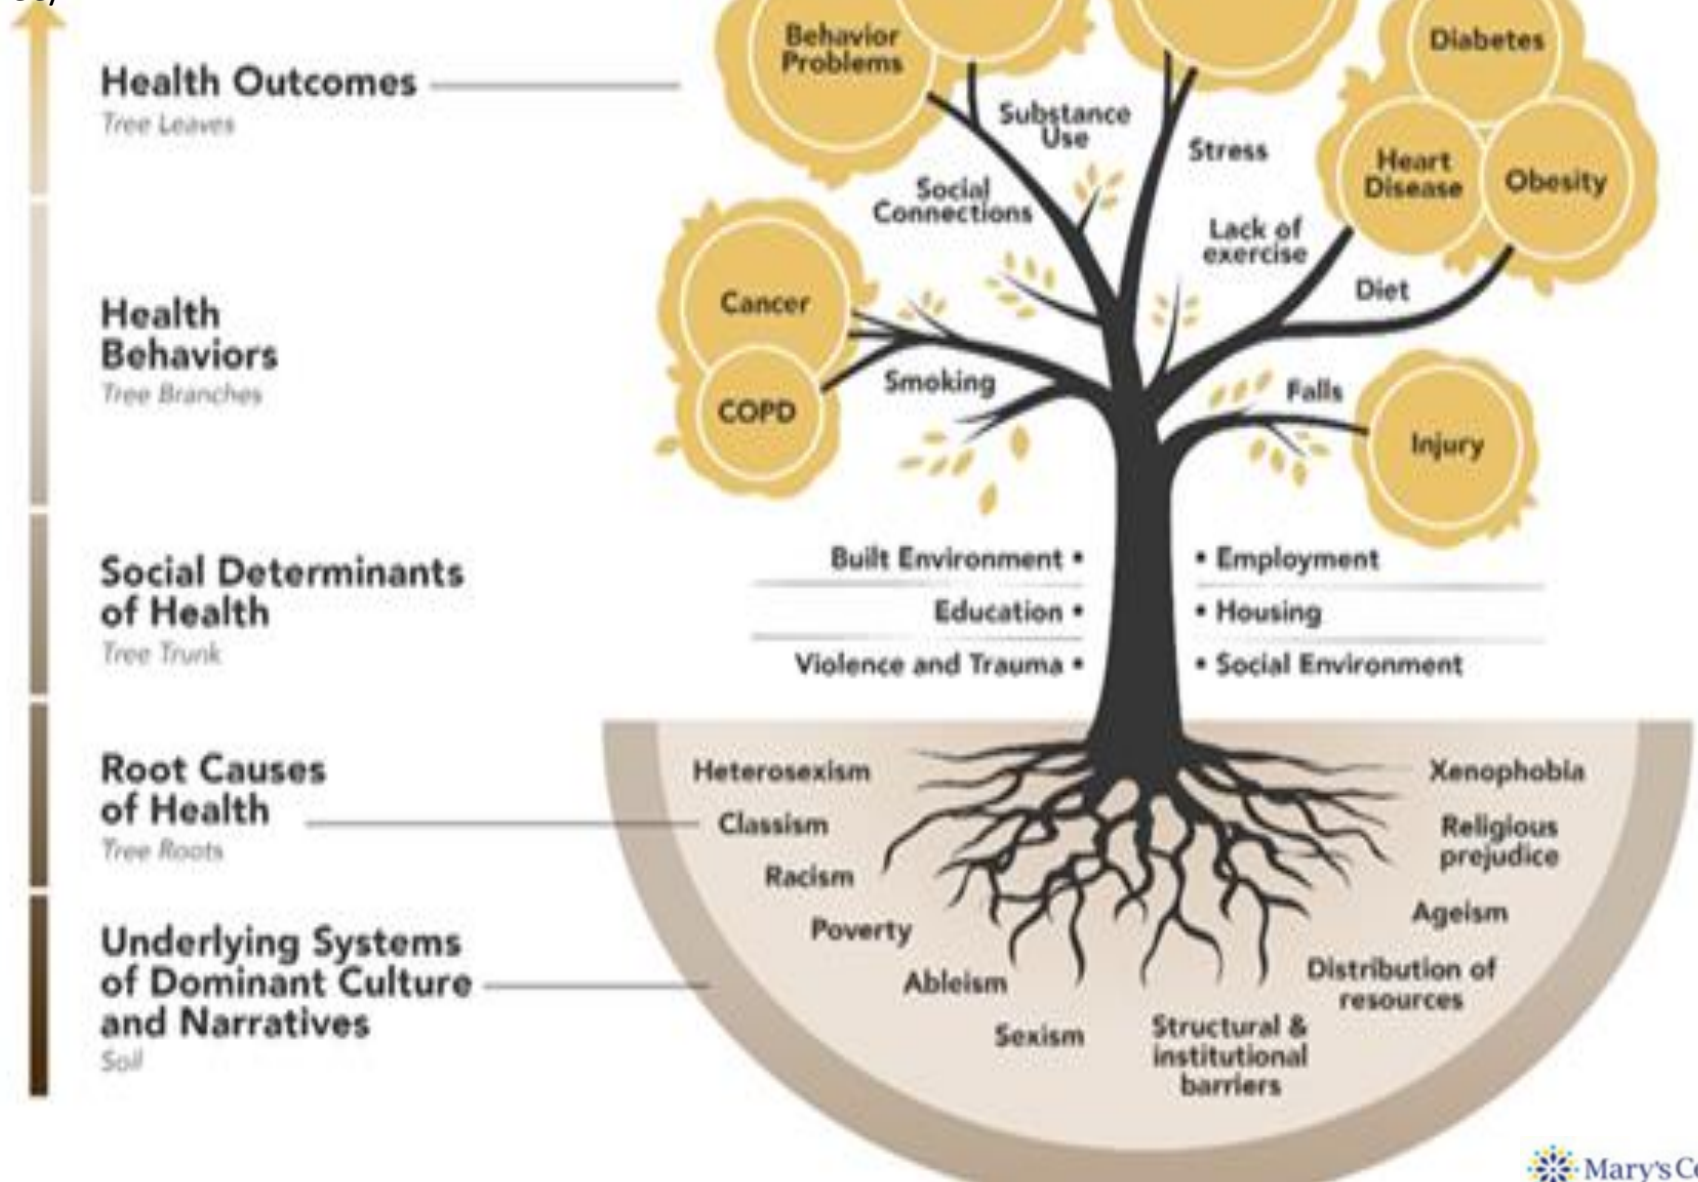 Health Outcomes
Tree Leaves
Health
Behaviors
Tree Branches
Social Determinants
of Health
Tree Trunk
Root Causes
of Health
Tree Roots
Underlying Systems
of Dominant Culture
and Narratives
Soil
Behavior
Problems
Diabetes
Substance
Use
Stress
Heart
Disease
Obesity
Social
Connections
Lack of
exercise
Diet
Cancer
Smoking
COPD
Falls
Injury
Built Environment •
• Employment
Education •
• Housing
Violence and Trauma •
• Social Environment
Heterosexism
Classism
Racism
Poverty
Ableism
Sexism
Structural &
institutional
barriers
Xenophobia
Religious
prejudice
Ageism
Distribution of
resources
Mary's